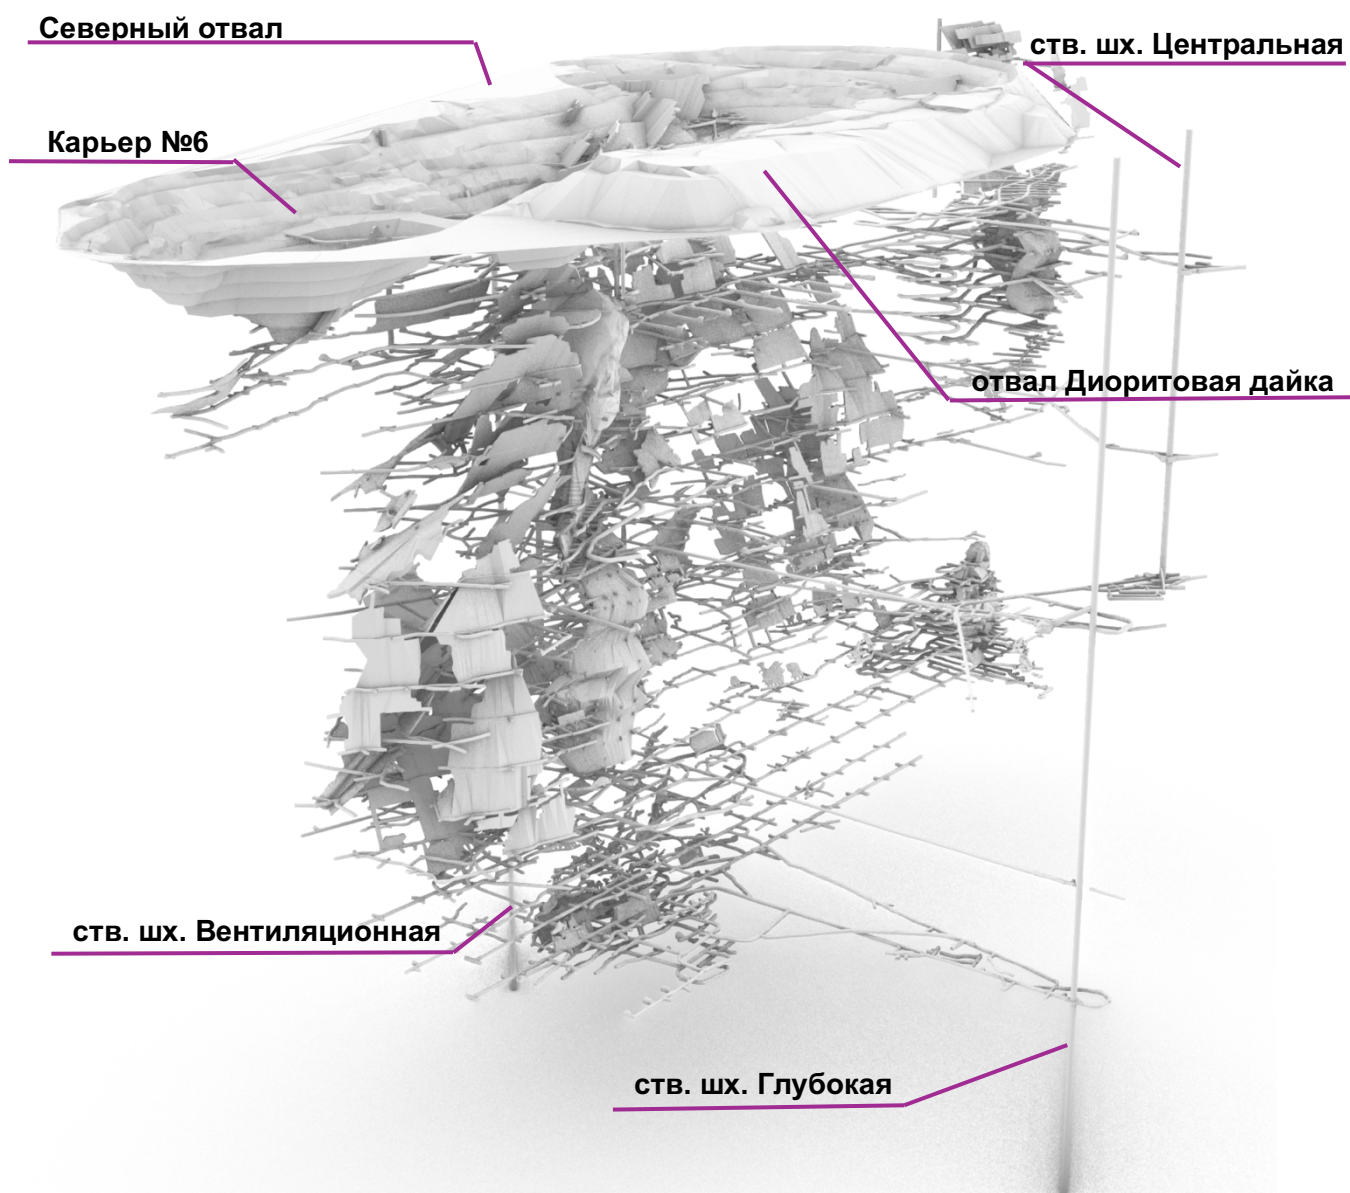 Северный отвал
ств. шх. Центральная
Карьер №6
отвал Диоритовая дайка
ств. шх. Вентиляционная
ств. шх. Глубокая